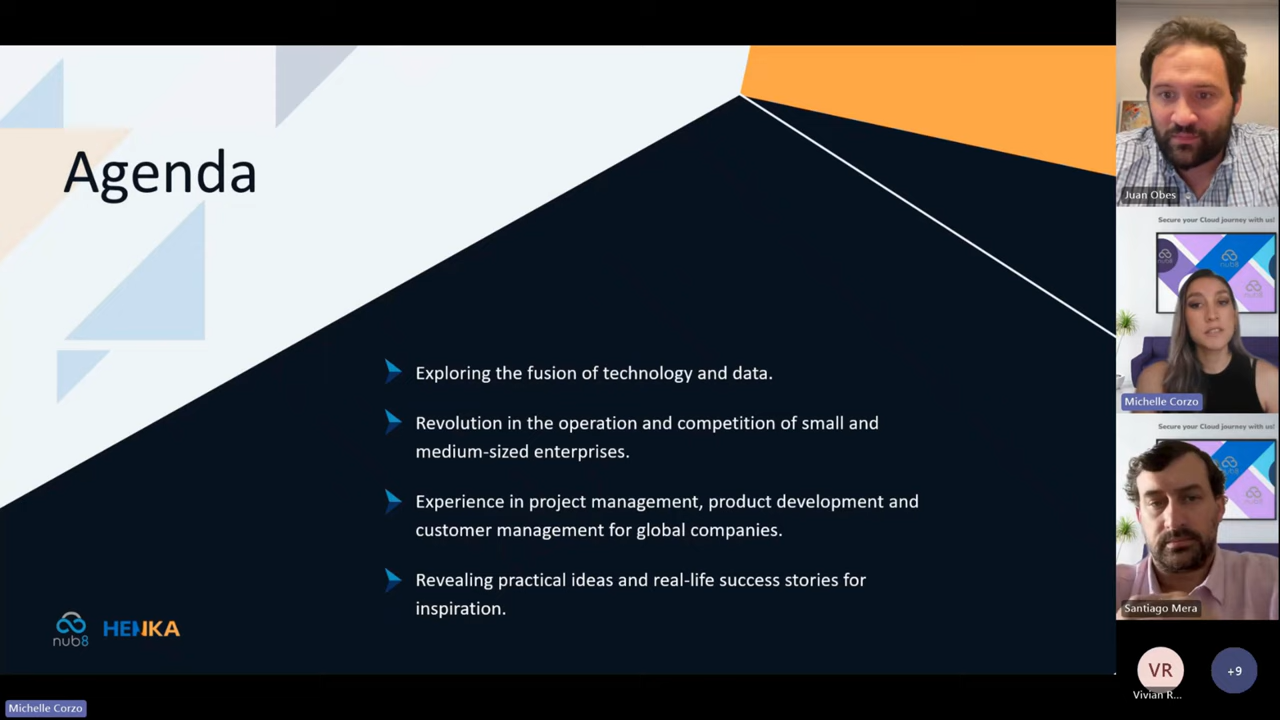 Agenda
Exploring the fusion of technology and data.
Revolution in the operation and competition of small and
medium-sized enterprises.
Experience in project management, product development and
customer management for global companies.
Revealing practical ideas and real-life success stories for
inspiration.
nub8 HENKA
Michelle Corzo
Juan Obes
Secure your Cloud journey with us!
nub8
Michelle Corzo
Secure your Cloud journey with us!
Santiago Mera
VR
Vivian R...
+9